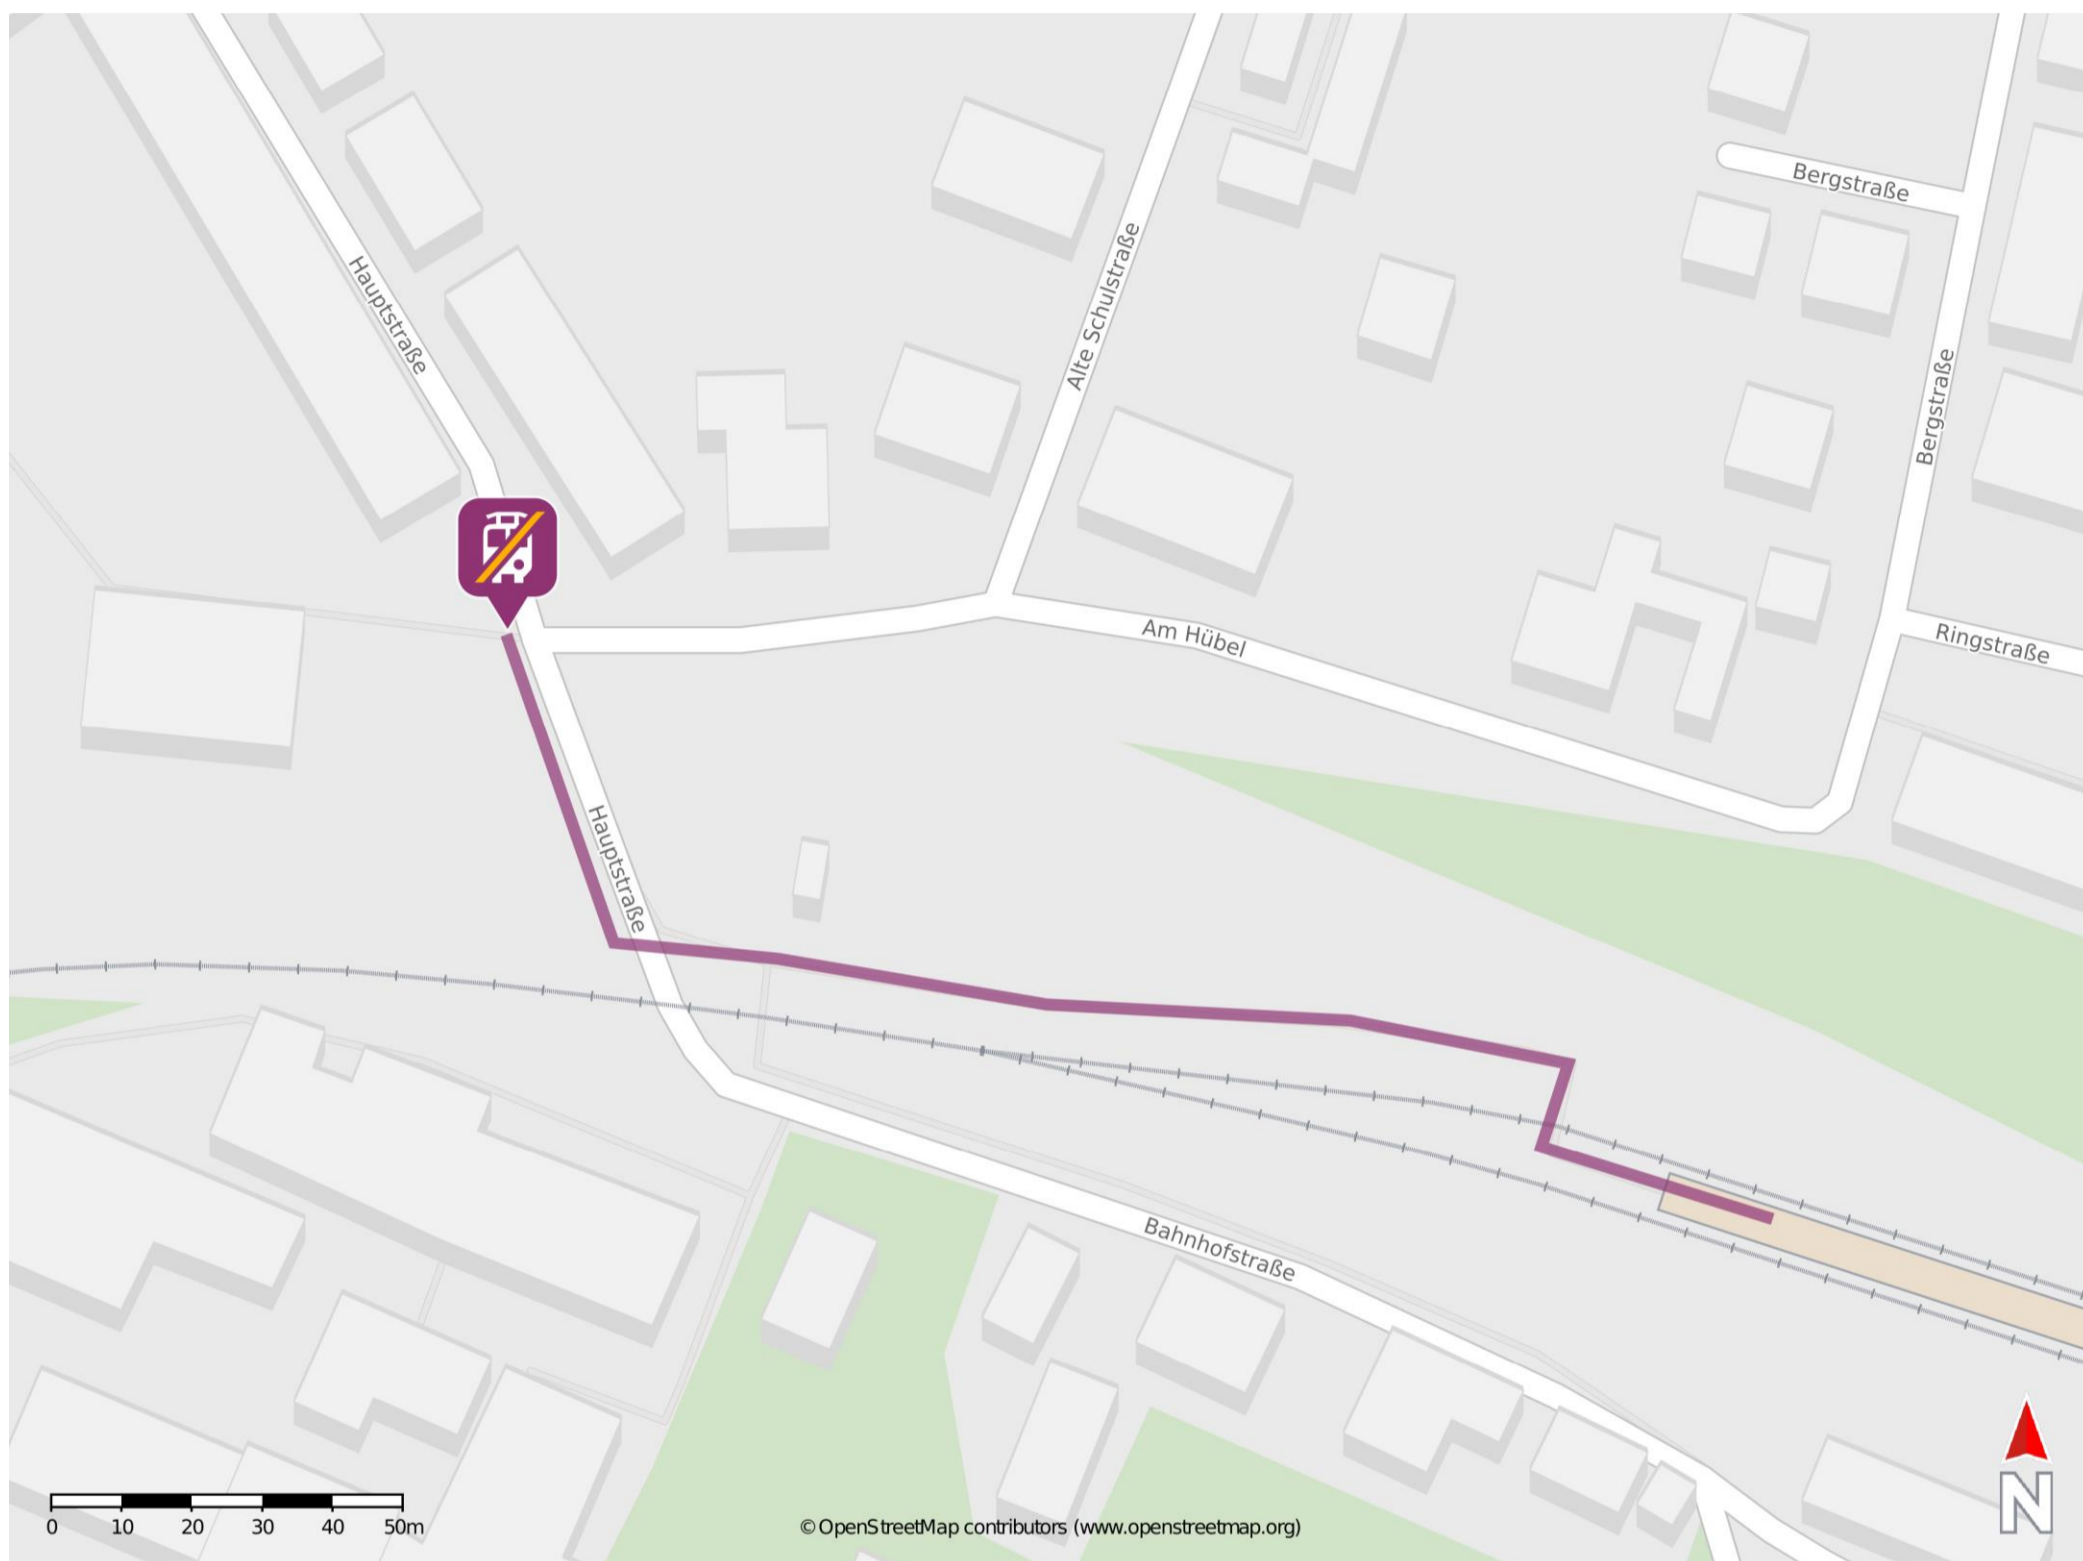 Bergstraße
Hauptstraße
Alte Schulstraße
Bergstraße
Am Hübel
Ringstraße
Hauptstraße
Bahnhofstraße
N
0 10 20 30 40 50m
© OpenStreetMap contributors (www.openstreetmap.org)